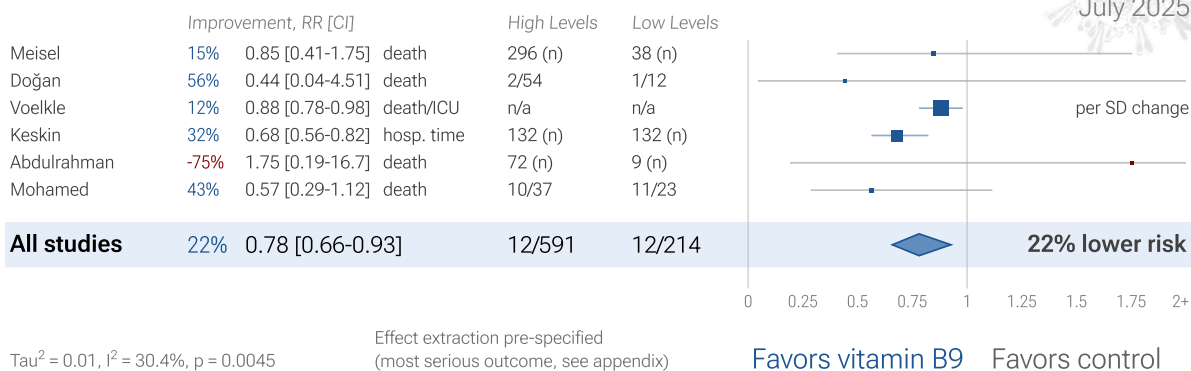 July 2025
Improvement, RR [CI] High Levels Low Levels
Meisel 15% 0.85 [0.41-1.75] death 296 (n) 38 (n)
Doğan 56% 0.44 [0.04-4.51] death 2/54 1/12
Voelkle 12% 0.88 [0.78-0.98] death/ICU n/a n/a per SD change
Keskin 32% 0.68 [0.56-0.82] hosp. time 132 (n) 132 (n)
Abdulrahman -75% 1.75 [0.19-16.7] death 72 (n) 9 (n)
Mohamed 43% 0.57 [0.29-1.12] death 10/37 11/23
All studies 22% 0.78 [0.66-0.93] 12/591 12/214 22% lower risk
0 0.25 0.5 0.75 1 1.25 1.5 1.75 2+
Effect extraction pre-specified
Tau² = 0.01, I² = 30.4%, p = 0.0045 (most serious outcome, see appendix) Favors vitamin B9 Favors control